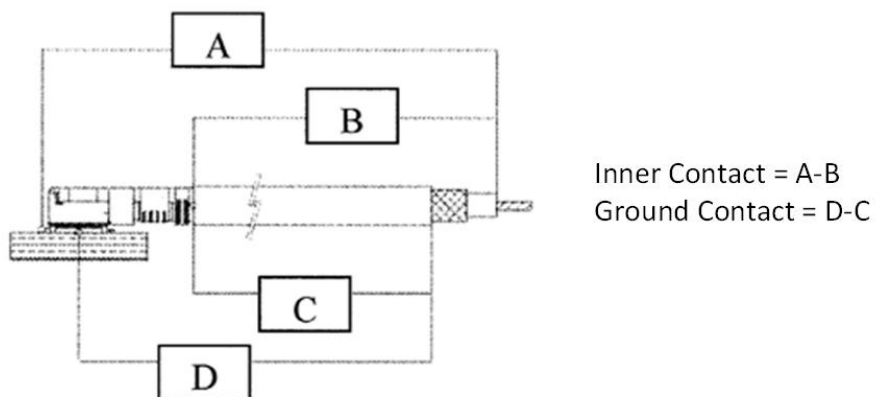 A
B
Inner Contact = A-B
Ground Contact = D-C
C
D